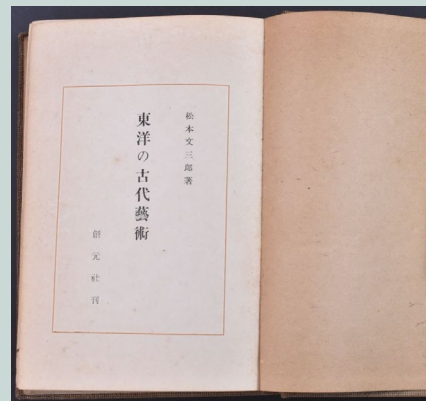 松本文三郎著
東洋の古代藝術
創元社刊